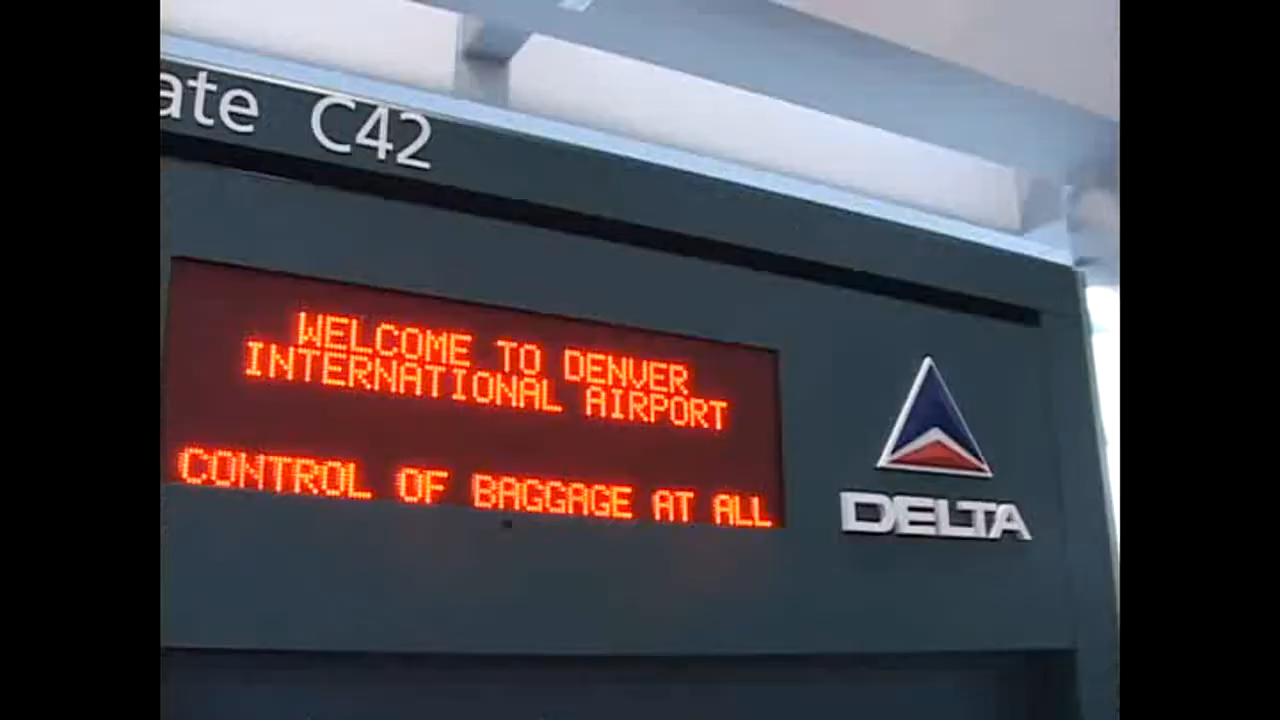 ate C42
WELCOME TO DENVER
INTERNATIONAL AIRPORT
CONTROL OF BAGGAGE AT ALL
DELTA